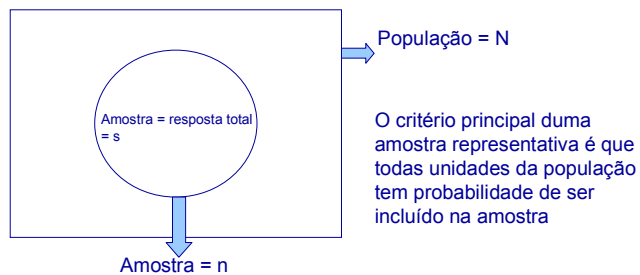 População = N
Amostra = resposta total
= s
O critério principal duma
amostra representativa é que
todas unidades da população
tem probabilidade de ser
incluído na amostra
Amostra = n